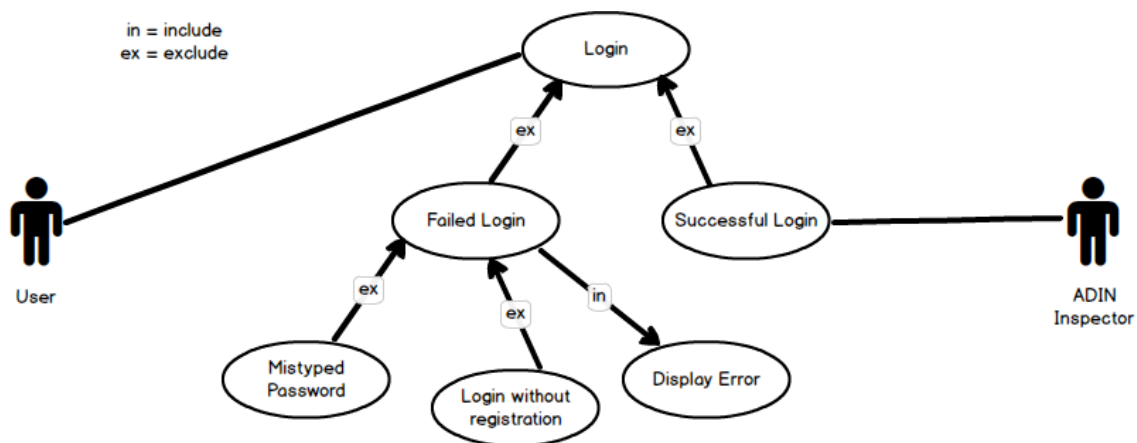 in = include
ex = exclude
Login
ex
ex
Failed Login
Successful Login
User
ADIN
Inspector
ex
ex
in
Mistyped
Password
Login without
registration
Display Error